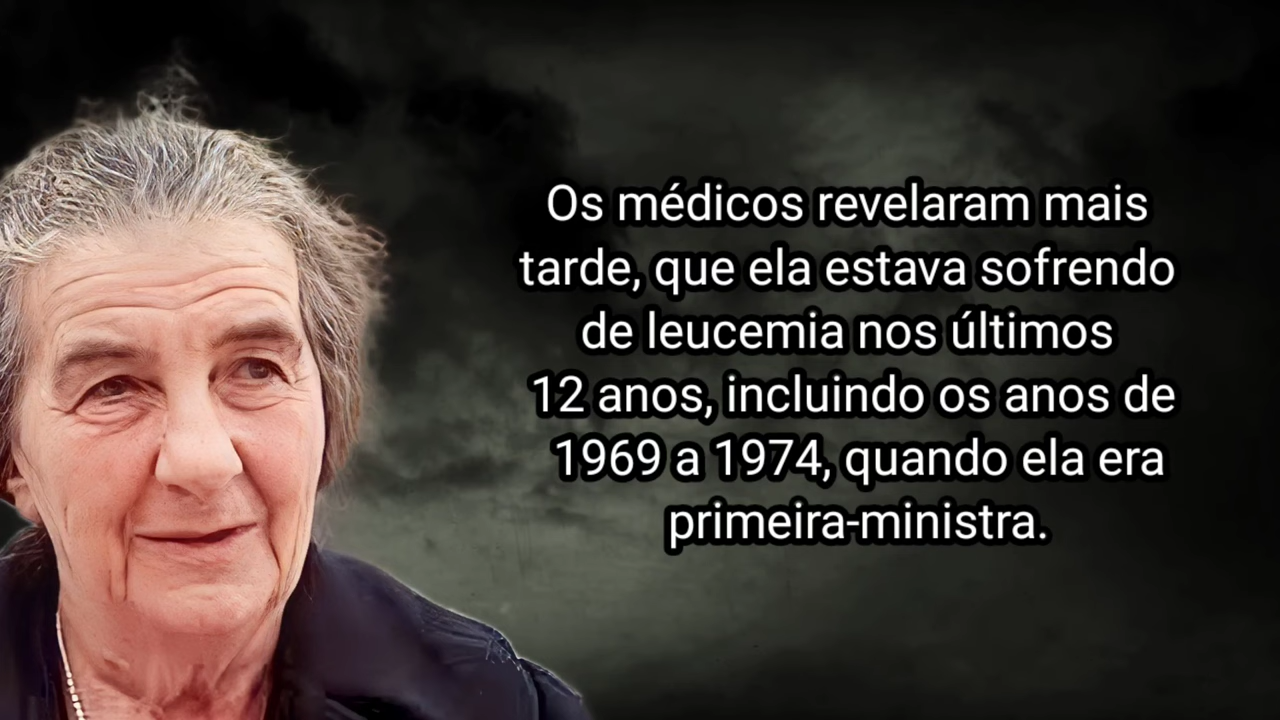 Os médicos revelaram mais
tarde, que ela estava sofrendo
de leucemia nos últimos
12 anos, incluindo os anos de
1969 a 1974, quando ela era
primeira-ministra.